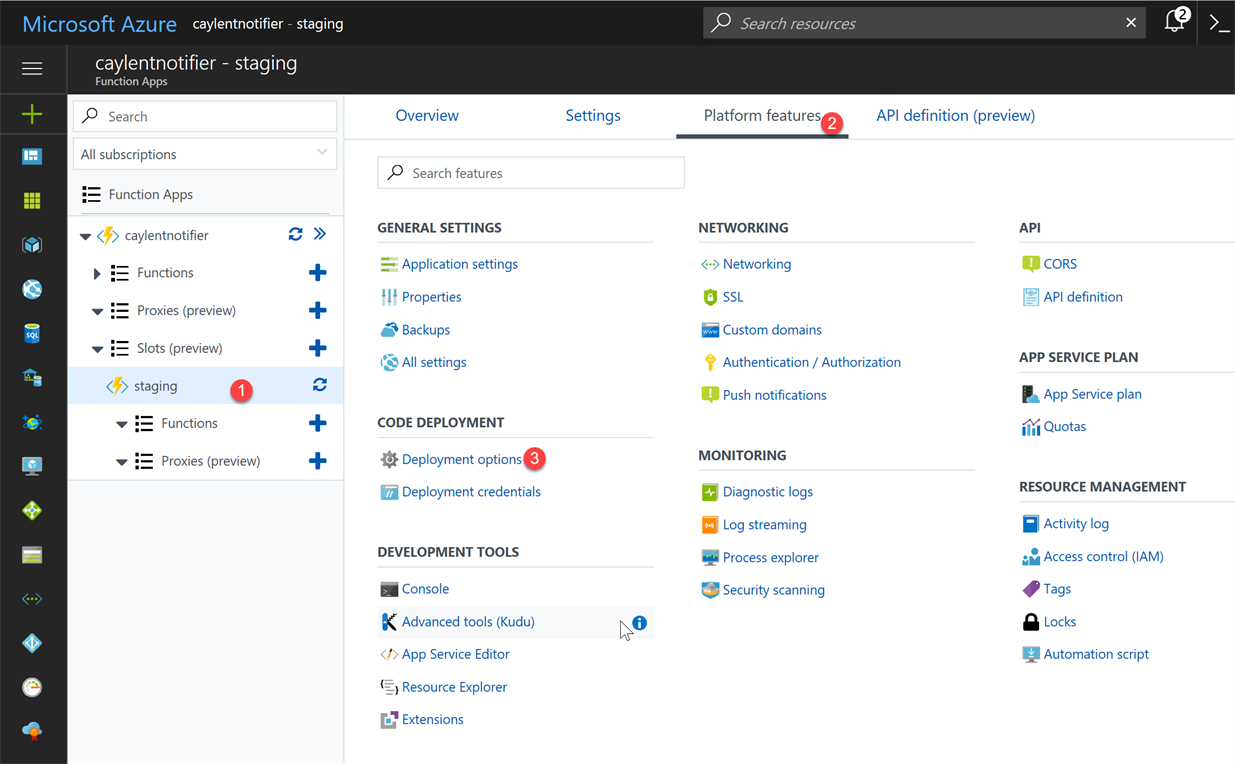 Microsoft Azure caylentnotifier - staging
Search resources
2
caylentnotifier - staging
Function Apps
Search
All subscriptions
Function Apps
caylentnotifier
Functions
Proxies (preview)
Slots (preview)
staging 1
Functions
Proxies (preview)
Overview Settings Platform features 2 API definition (preview)
Search features
GENERAL SETTINGS
Application settings
Properties
Backups
All settings
CODE DEPLOYMENT
Deployment options 3
Deployment credentials
DEVELOPMENT TOOLS
Console
Advanced tools (Kudu)
App Service Editor
Resource Explorer
Extensions
NETWORKING
Networking
SSL
Custom domains
Authentication / Authorization
Push notifications
MONITORING
Diagnostic logs
Log streaming
Process explorer
Security scanning
API
CORS
API definition
APP SERVICE PLAN
App Service plan
Quotas
RESOURCE MANAGEMENT
Activity log
Access control (IAM)
Tags
Locks
Automation script